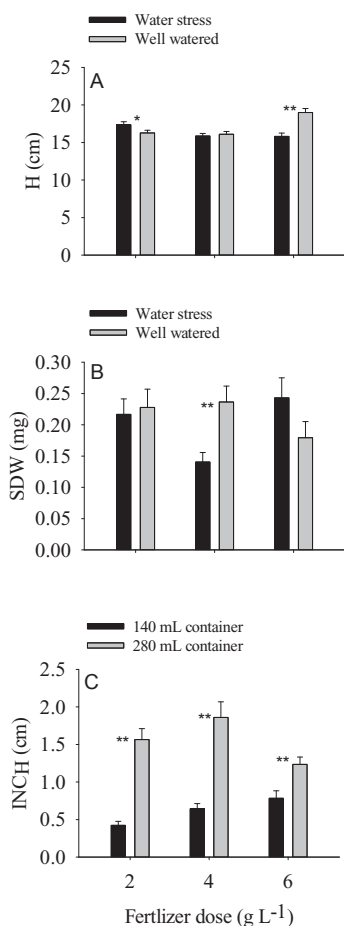 Water stress
Well watered
A
25
20
15
10
5
0
H (cm)
*
**
Water stress
Well watered
B
0.30
0.25
0.20
0.15
0.10
0.05
0.00
SDW (mg)
**
140 mL container
280 mL container
C
2.5
2.0
1.5
1.0
0.5
0.0
INCH (cm)
**
**
**
2 4 6
Fertlizer dose (g L-1)